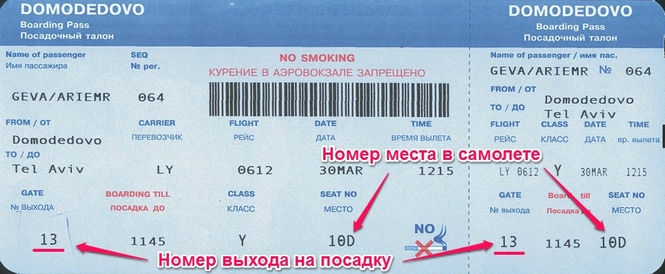 DOMODEDOVO
Boarding Pass
Посадочный талон
Name of passenger SEQ
Имя пассажира № рег.
NO SMOKING
КУРЕНИЕ В АЭРОВОКЗАЛЕ ЗАПРЕЩЕНО
GEVA/ARIEMR 064
FROM / ОТ CARRIER FLIGHT DATE TIME
Domodedovo ПЕРЕВОЗЧИК РЕЙС ДАТА ВРЕМЯ ВЫЛЕТА
TO / ДО
Tel Aviv LY 0612 30MAR 1215
GATE BOARDING TILL CLASS SEAT NO
№ ВЫХОДА ПОСАДКА ДО КЛАСС МЕСТО
13 1145 Y 10D
NO
DOMODEDOVO
Boarding Pass
Посадочный талон
Name of passenger / имя пас.
GEVA/ARIEMR № 064
FROM / ОТ
Domodedovo
TO / ДО
Tel Aviv
FLIGHT CLASS DATE TIME
РЕЙС КЛАСС ДАТА вр. вылета
LY 0612 Y 30MAR 1215
GATE Board. till SEAT NO
№ выхода Посадка до МЕСТО
13 1145 10D
Номер места в самолете
Номер выхода на посадку